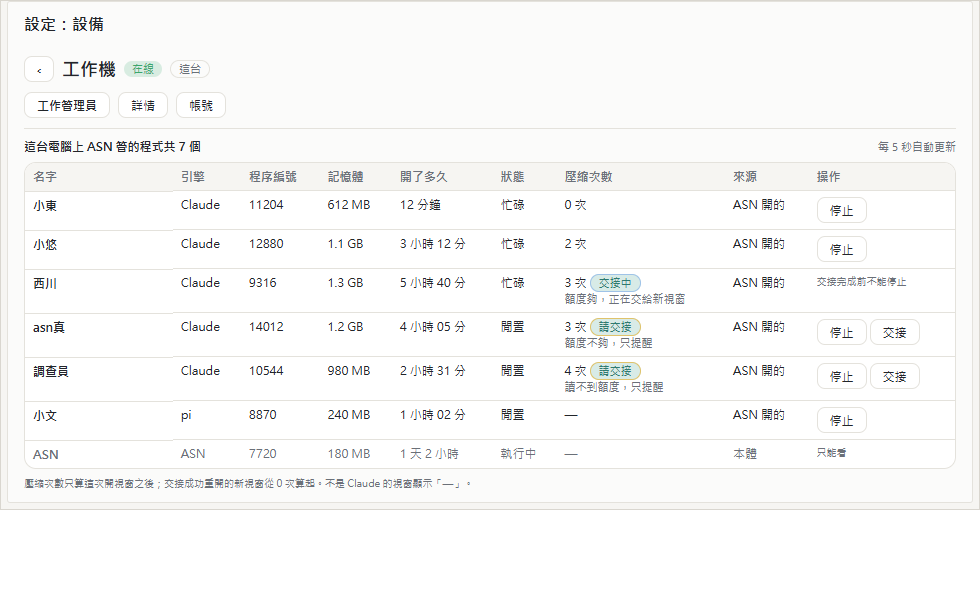 設定：設備
‹ 工作機 在線 這台
工作管理員 詳情 帳號
這台電腦上 ASN 管的程式共 7 個 每 5 秒自動更新
名字 引擎 程序編號 記憶體 開了多久 狀態 壓縮次數 來源 操作
小東 Claude 11204 612 MB 12 分鐘 忙碌 0 次 ASN 開的 停止
小悠 Claude 12880 1.1 GB 3 小時 12 分 忙碌 2 次 ASN 開的 停止
西川 Claude 9316 1.3 GB 5 小時 40 分 忙碌 3 次 交接中 ASN 開的 交接完成前不能停止
額度夠，正在交給新視窗
asn真 Claude 14012 1.2 GB 4 小時 05 分 閒置 3 次 請交接 ASN 開的 停止 交接
額度不夠，只提醒
調查員 Claude 10544 980 MB 2 小時 31 分 閒置 4 次 請交接 ASN 開的 停止 交接
讀不到額度，只提醒
小文 pi 8870 240 MB 1 小時 02 分 閒置 — ASN 開的 停止
ASN ASN 7720 180 MB 1 天 2 小時 執行中 — 本體 只能看
壓縮次數只算這次開視窗之後；交接成功重開的新視窗從 0 次算起。不是 Claude 的視窗顯示「—」。